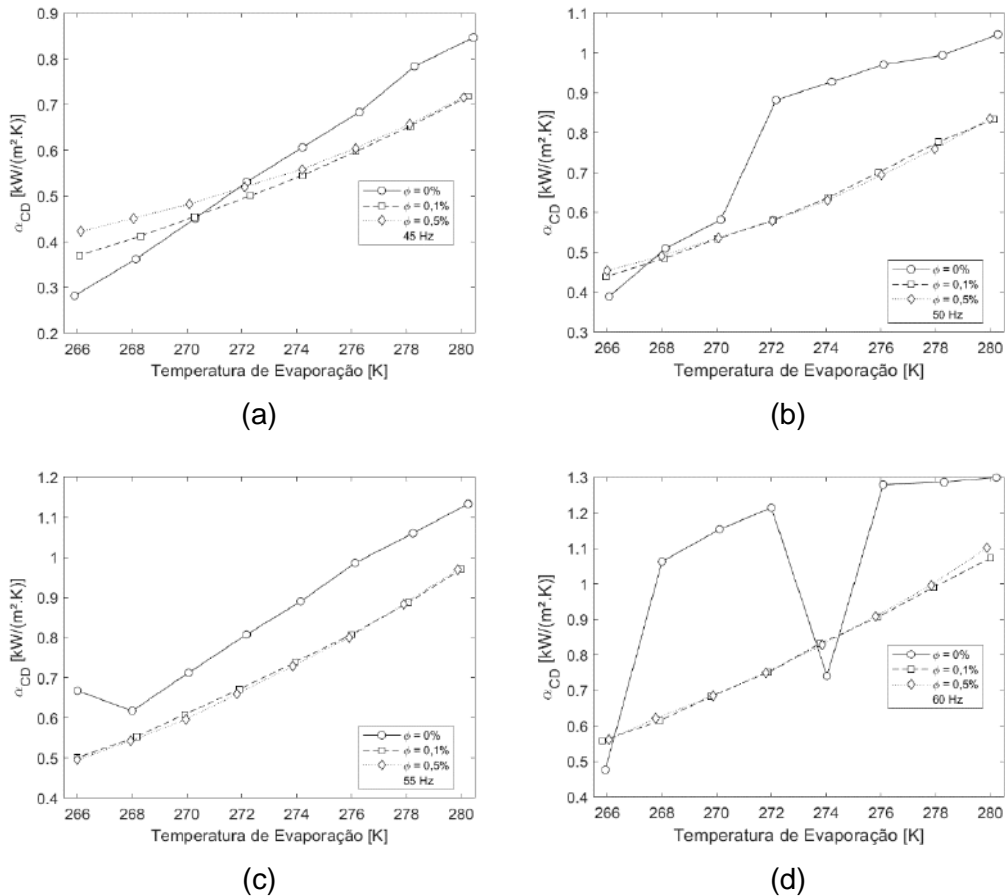 0.9
0.8
0.7
0.6
0.5
0.4
0.3
0.2
α_CD [kW/(m².K)]
ϕ = 0%
ϕ = 0,1%
ϕ = 0,5%
45 Hz
266 268 270 272 274 276 278 280
Temperatura de Evaporação [K]
(a)
1.1
1
0.9
0.8
0.7
0.6
0.5
0.4
0.3
α_CD [kW/(m².K)]
ϕ = 0%
ϕ = 0,1%
ϕ = 0,5%
50 Hz
266 268 270 272 274 276 278 280
Temperatura de Evaporação [K]
(b)
1.2
1.1
1
0.9
0.8
0.7
0.6
0.5
0.4
α_CD [kW/(m².K)]
ϕ = 0%
ϕ = 0,1%
ϕ = 0,5%
55 Hz
266 268 270 272 274 276 278 280
Temperatura de Evaporação [K]
(c)
1.3
1.2
1.1
1
0.9
0.8
0.7
0.6
0.5
0.4
α_CD [kW/(m².K)]
ϕ = 0%
ϕ = 0,1%
ϕ = 0,5%
60 Hz
266 268 270 272 274 276 278 280
Temperatura de Evaporação [K]
(d)